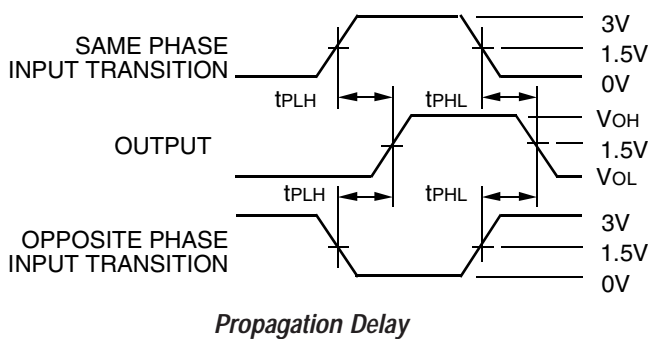 3V
SAME PHASE
INPUT TRANSITION
1.5V
0V
tPLH
tPHL
VOH
OUTPUT
1.5V
VOL
tPLH
tPHL
3V
OPPOSITE PHASE
INPUT TRANSITION
1.5V
0V
Propagation Delay